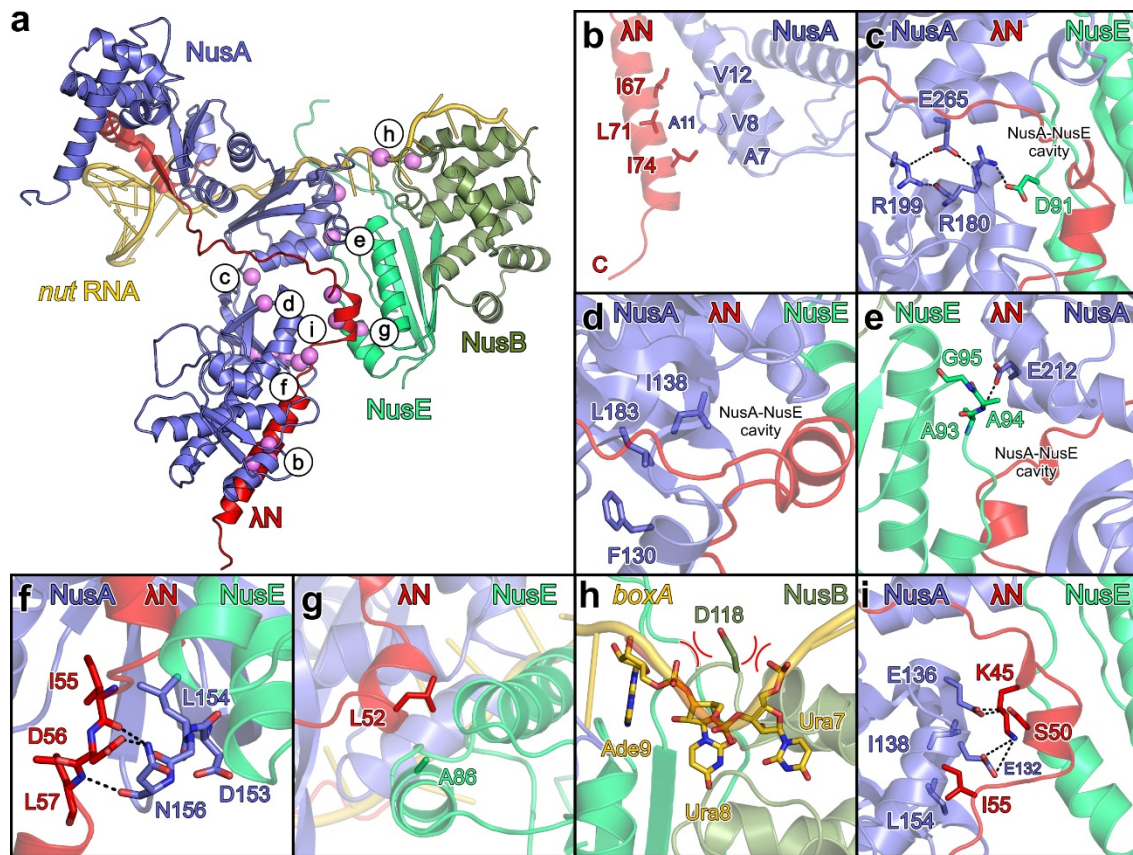 a
NusA
h
e
nut RNA
c
d
i
g
NusB
f
NusE
b
λN
b λN NusA
I67
V12
L71
A11
V8
I74
A7
C
c NusA λN NusE
E265
NusA-NusE
cavity
R199
R180
D91
d NusA λN NusE
I138
L183
NusA-NusE
cavity
F130
e NusE λN NusA
G95
E212
A93
A94
NusA-NusE
cavity
f NusA λN NusE
I55
L154
D56
L57
D153
N156
g λN NusE
L52
A86
h boxA NusB
D118
Ade9
Ura7
Ura8
i NusA λN NusE
E136
K45
I138
S50
E132
I55
L154